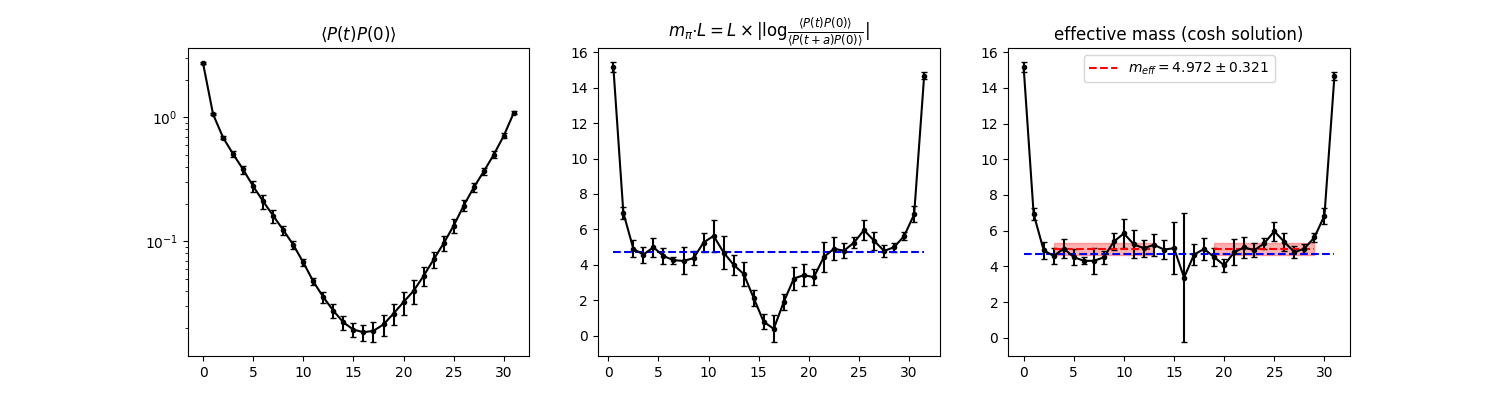 ⟨P(t)P(0)⟩
10⁰
10⁻¹
0 5 10 15 20 25 30
m_π·L = L × |log ⟨P(t)P(0)⟩/⟨P(t+a)P(0)⟩|
16
14
12
10
8
6
4
2
0
0 5 10 15 20 25 30
effective mass (cosh solution)
m_eff = 4.972 ± 0.321
16
14
12
10
8
6
4
2
0
0 5 10 15 20 25 30